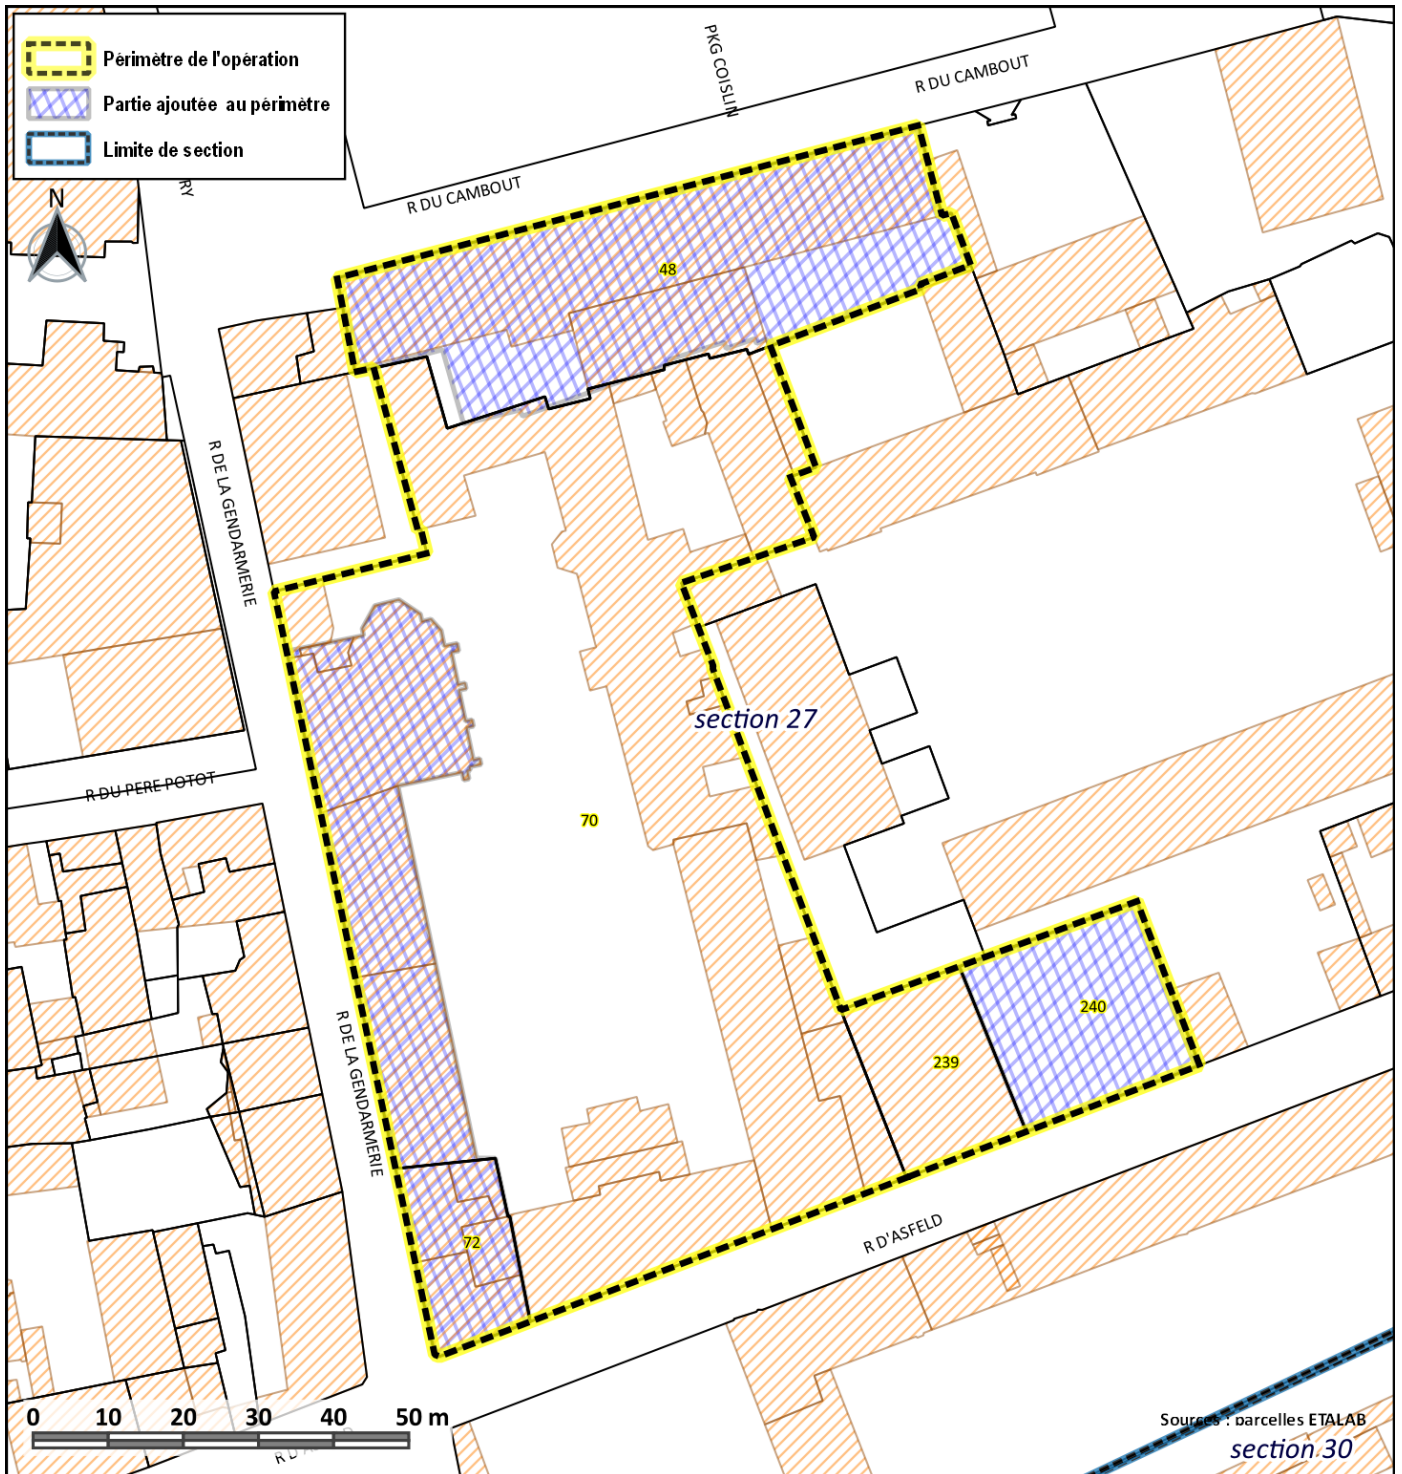 Périmètre de l'opération
Partie ajoutée au périmètre
Limite de section
N
RY
PKG COISLIN
R DU CAMBOUT
R DU CAMBOUT
48
R DE LA GENDARMERIE
section 27
R DU PERE POTOT
70
240
239
R DE LA GENDARMERIE
72
R D'ASFELD
0 10 20 30 40 50 m
Sources : parcelles ETALAB
section 30